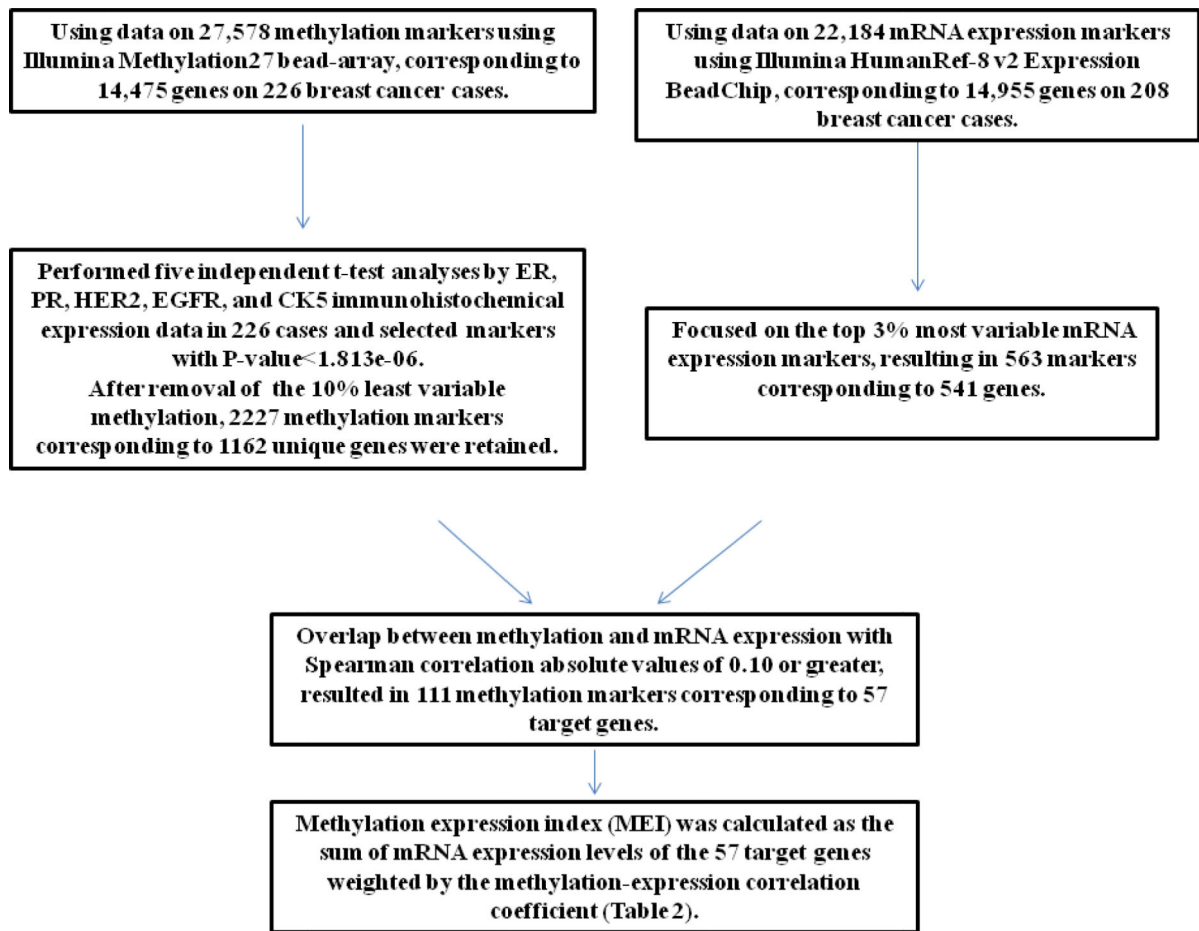 Using data on 27,578 methylation markers using
Illumina Methylation27 bead-array, corresponding to
14,475 genes on 226 breast cancer cases.
Using data on 22,184 mRNA expression markers
using Illumina HumanRef-8 v2 Expression
BeadChip, corresponding to 14,955 genes on 208
breast cancer cases.
Performed five independent t-test analyses by ER,
PR, HER2, EGFR, and CK5 immunohistochemical
expression data in 226 cases and selected markers
with P-value<1.813e-06.
After removal of the 10% least variable
methylation, 2227 methylation markers
corresponding to 1162 unique genes were retained.
Focused on the top 3% most variable mRNA
expression markers, resulting in 563 markers
corresponding to 541 genes.
Overlap between methylation and mRNA expression with
Spearman correlation absolute values of 0.10 or greater,
resulted in 111 methylation markers corresponding to 57
target genes.
Methylation expression index (MEI) was calculated as the
sum of mRNA expression levels of the 57 target genes
weighted by the methylation-expression correlation
coefficient (Table 2).